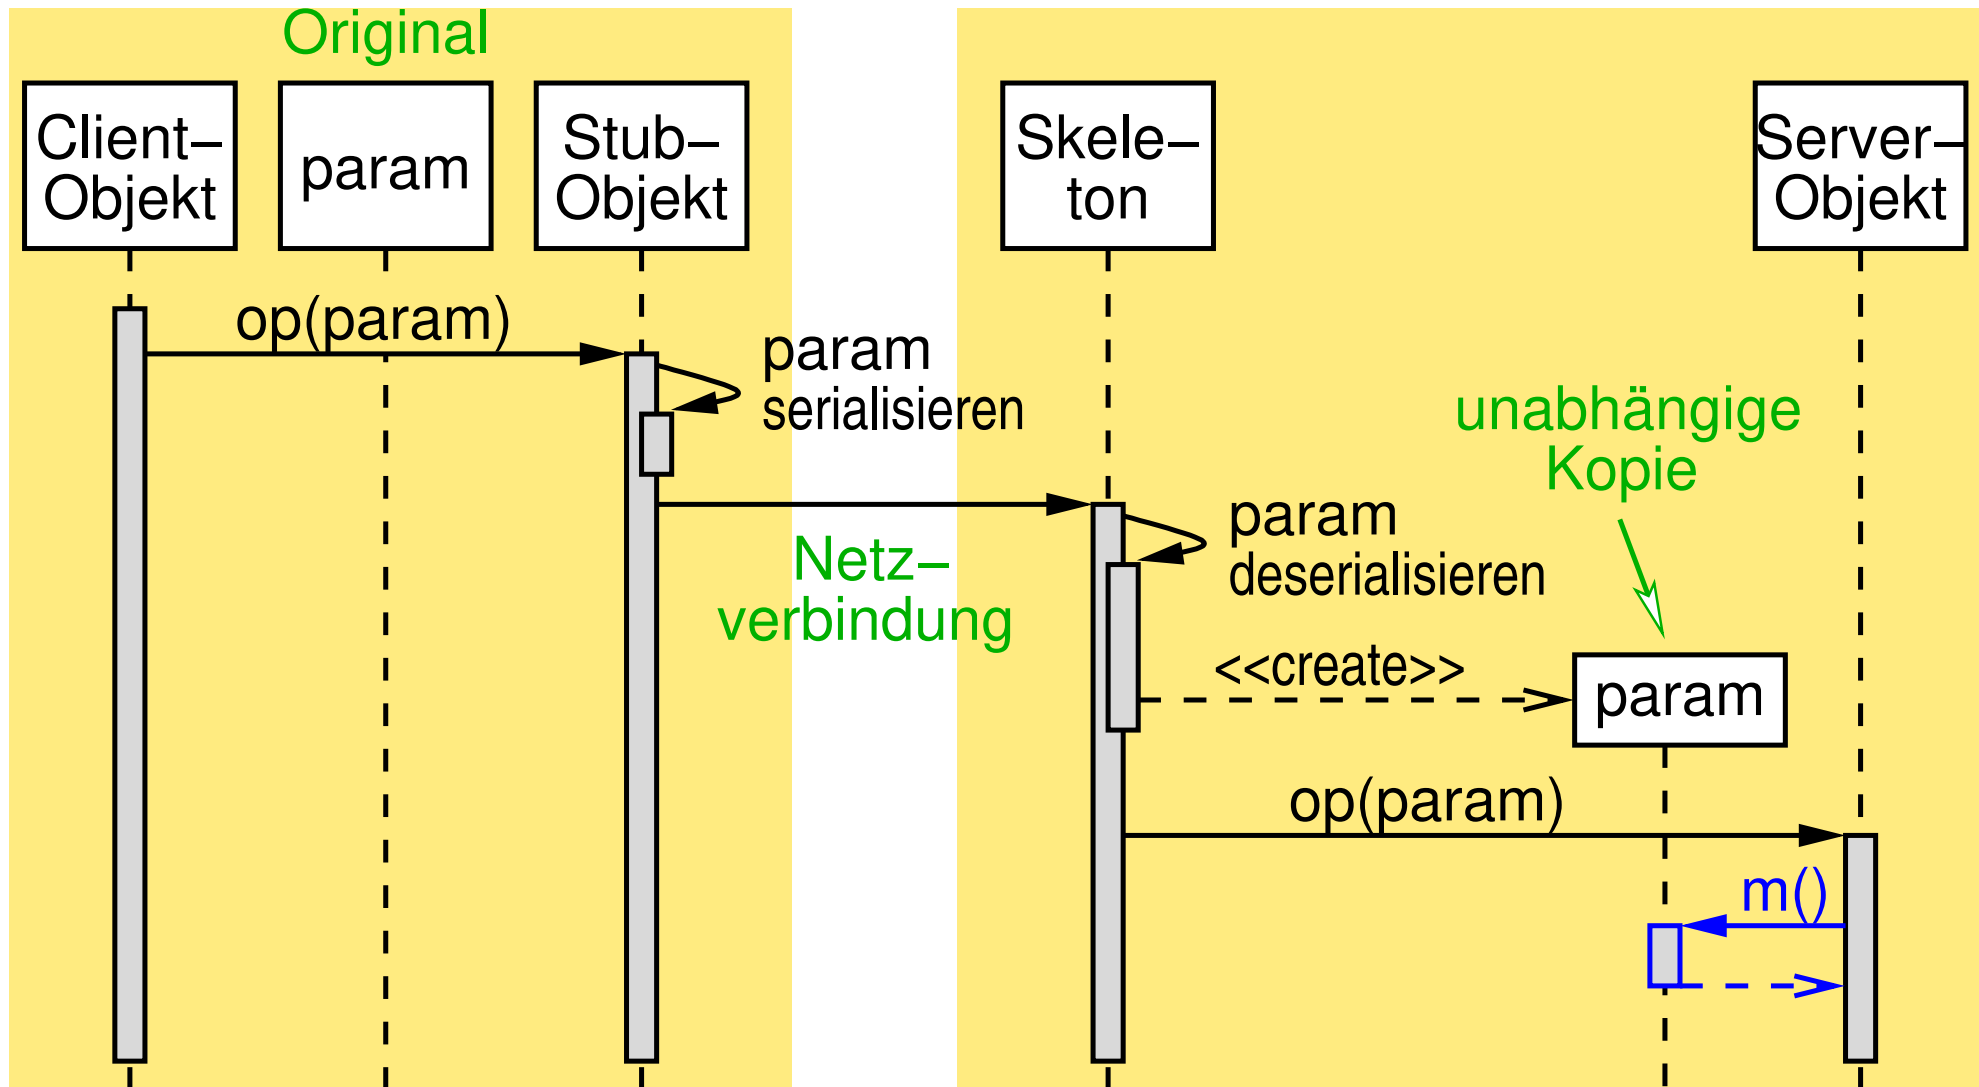 Original
Client–
Objekt
param
Stub–
Objekt
Skele–
ton
Server–
Objekt
op(param)
param
serialisieren
unabhängige
Kopie
param
deserialisieren
Netz–
verbindung
<<create>>
param
op(param)
m()